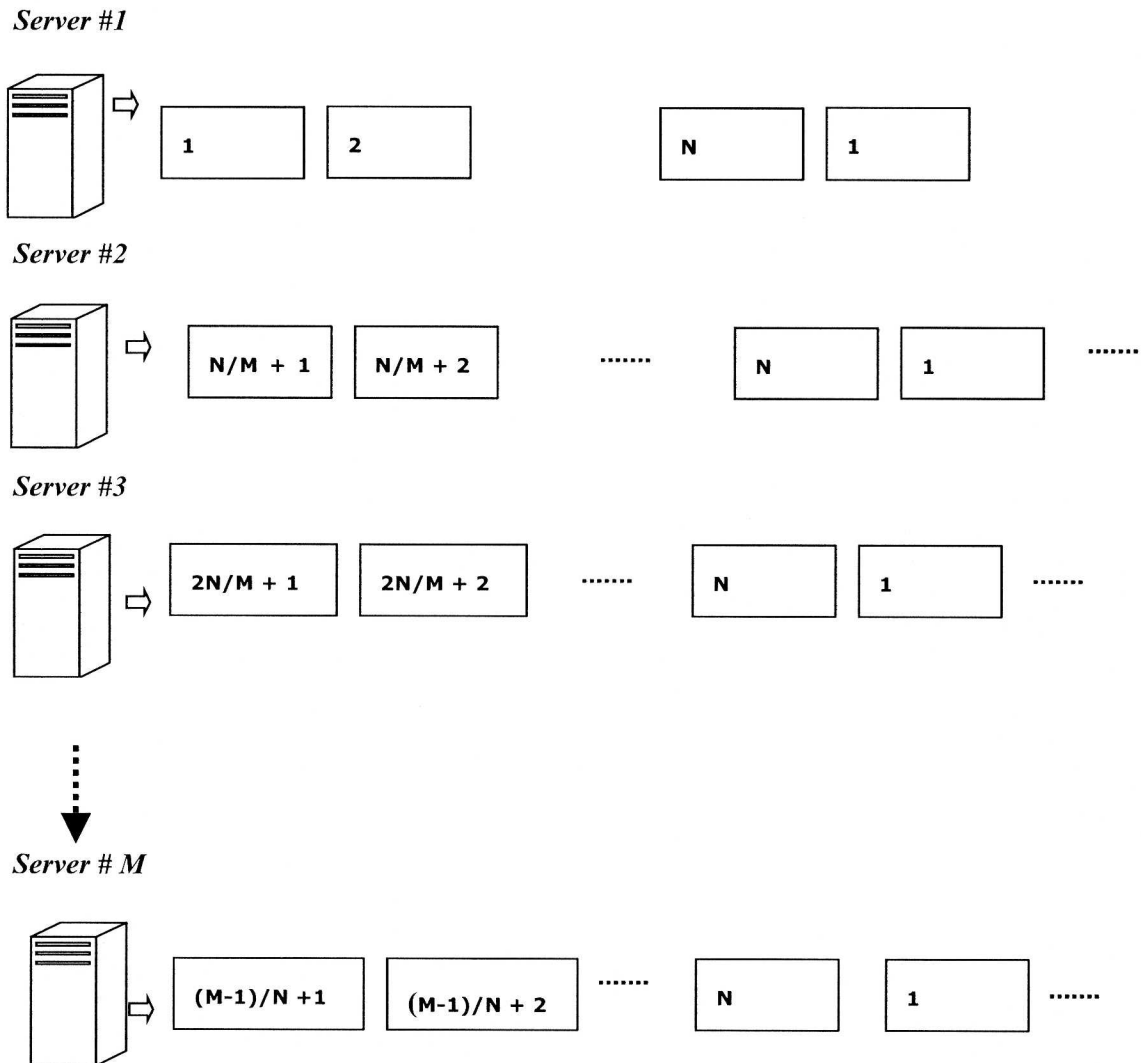 Server #1
1 2 N 1
Server #2
N/M + 1 N/M + 2 ....... N 1 .......
Server #3
2N/M + 1 2N/M + 2 ....... N 1 .......
Server # M
(M-1)/N +1 (M-1)/N + 2 ....... N 1 .......